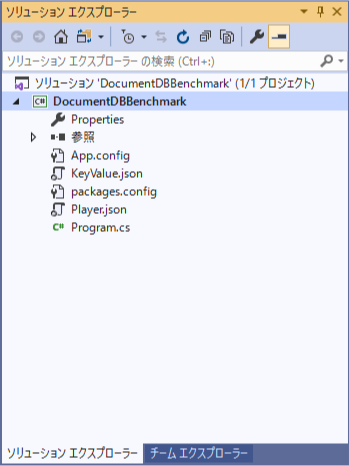 ソリューション エクスプローラー
ソリューション エクスプローラー の検索 (Ctrl+:)
ソリューション 'DocumentDBBenchmark' (1/1 プロジェクト)
C# DocumentDBBenchmark
Properties
参照
App.config
KeyValue.json
packages.config
Player.json
C# Program.cs
ソリューション エクスプローラー チーム エクスプローラー